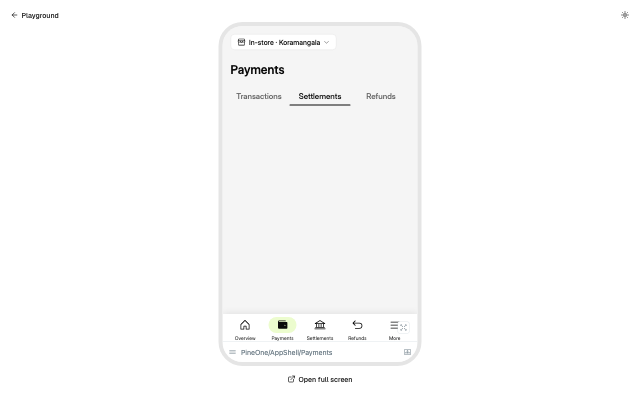 Playground
In-store · Koramangala
Payments
Transactions Settlements Refunds
Overview Payments Settlements Refunds More
PineOne/AppShell/Payments
Open full screen